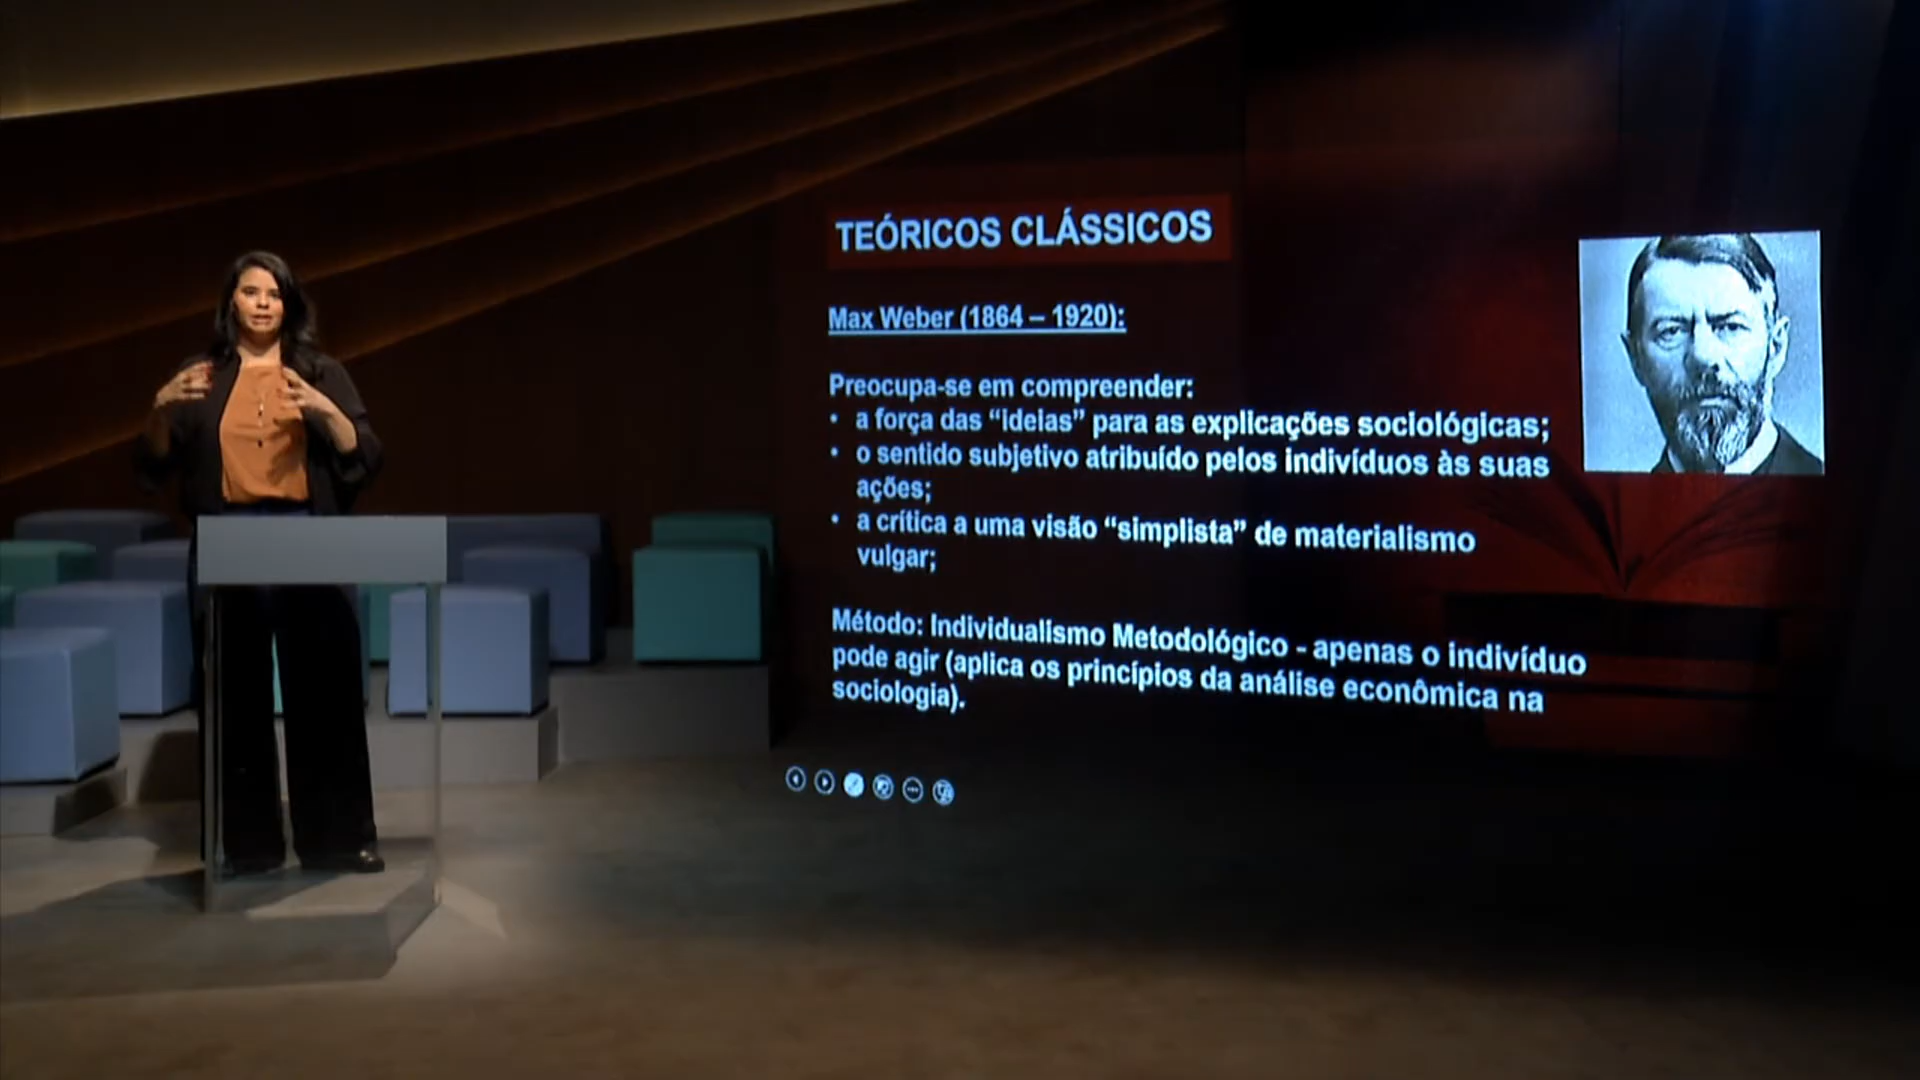 TEÓRICOS CLÁSSICOS
Max Weber (1864 – 1920):
Preocupa-se em compreender:
• a força das “ideias” para as explicações sociológicas;
• o sentido subjetivo atribuído pelos indivíduos às suas
ações;
• a crítica a uma visão “simplista” de materialismo
vulgar;
Método: Individualismo Metodológico - apenas o indivíduo
pode agir (aplica os princípios da análise econômica na
sociologia).